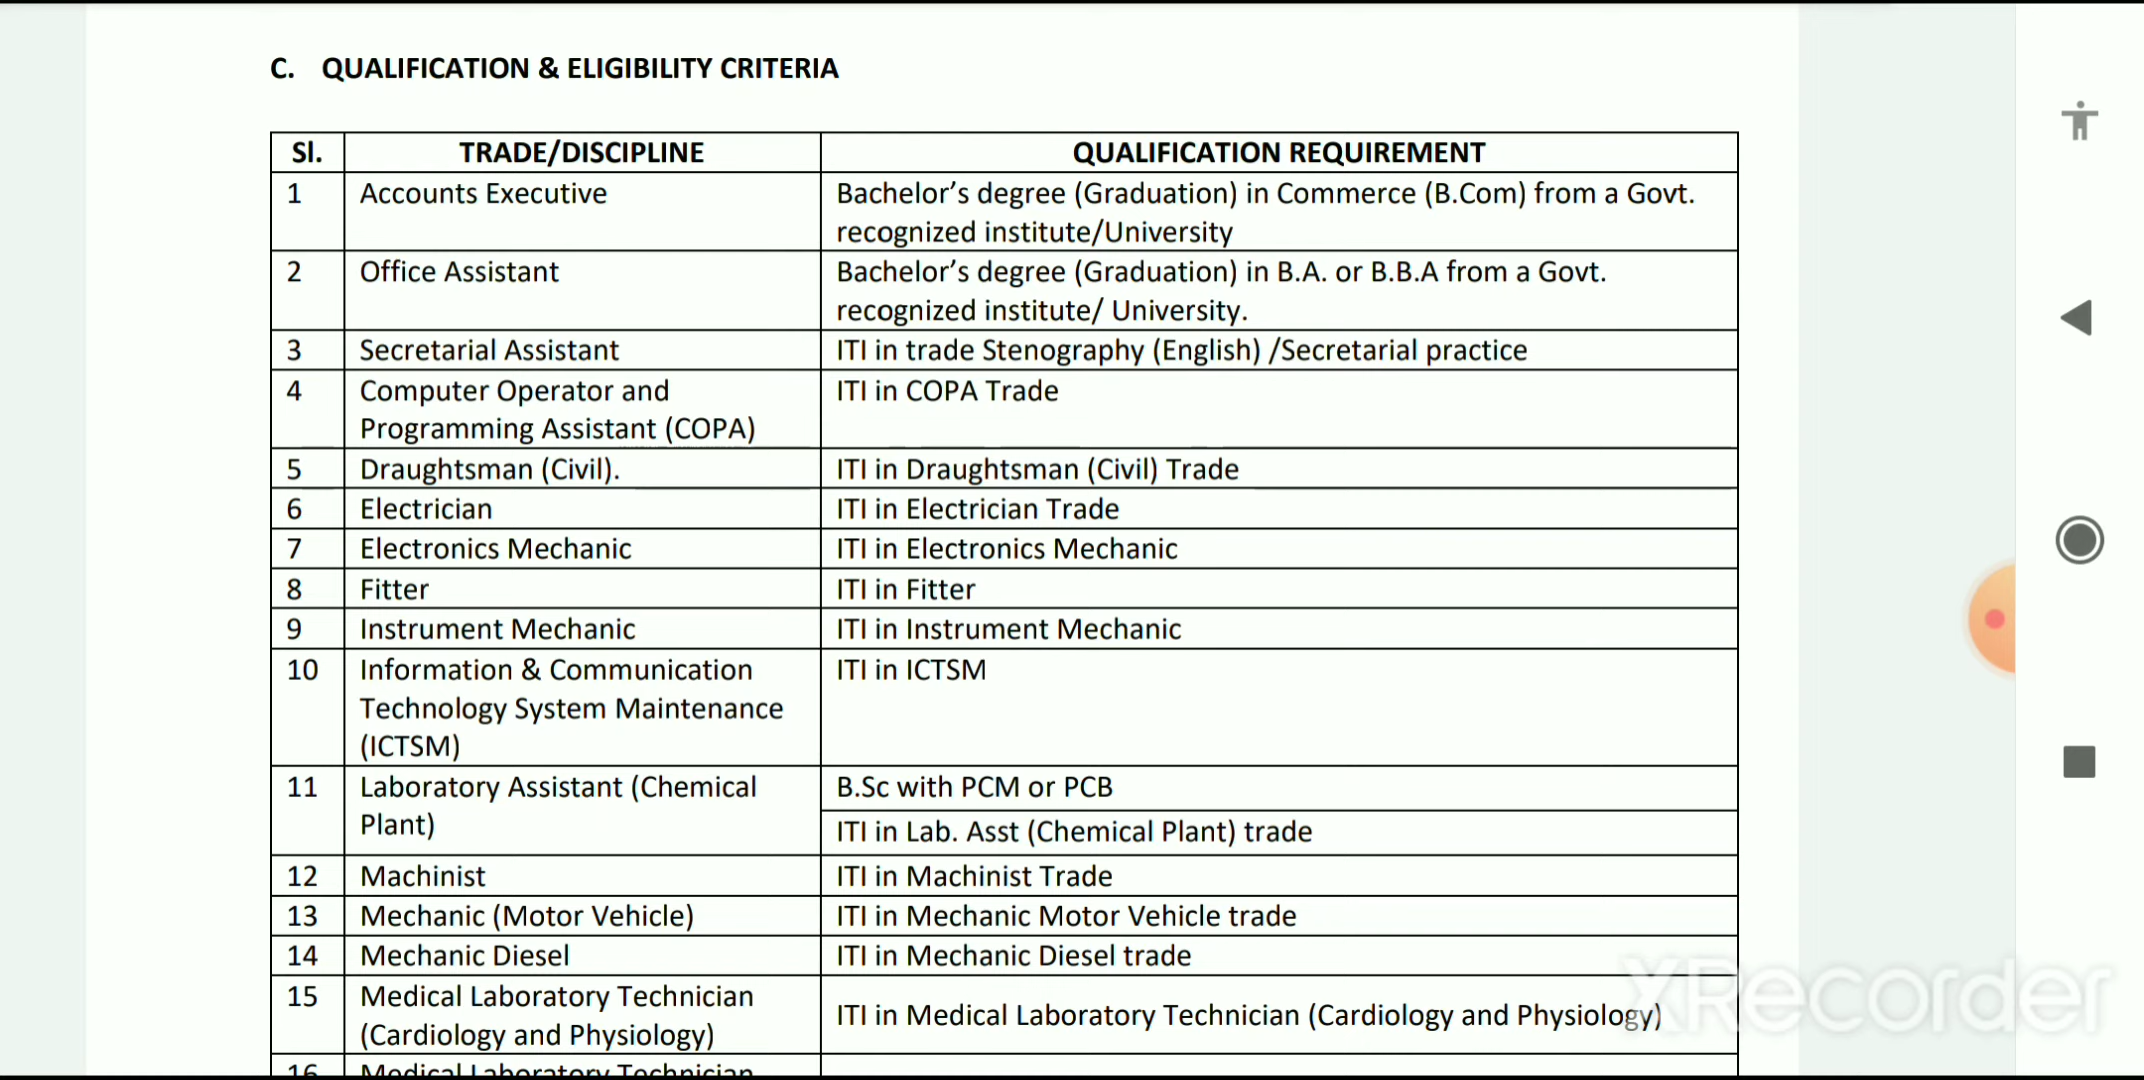 C. QUALIFICATION & ELIGIBILITY CRITERIA
Sl. TRADE/DISCIPLINE QUALIFICATION REQUIREMENT
1 Accounts Executive Bachelor’s degree (Graduation) in Commerce (B.Com) from a Govt.
recognized institute/University
2 Office Assistant Bachelor’s degree (Graduation) in B.A. or B.B.A from a Govt.
recognized institute/ University.
3 Secretarial Assistant ITI in trade Stenography (English) /Secretarial practice
4 Computer Operator and ITI in COPA Trade
Programming Assistant (COPA)
5 Draughtsman (Civil). ITI in Draughtsman (Civil) Trade
6 Electrician ITI in Electrician Trade
7 Electronics Mechanic ITI in Electronics Mechanic
8 Fitter ITI in Fitter
9 Instrument Mechanic ITI in Instrument Mechanic
10 Information & Communication ITI in ICTSM
Technology System Maintenance
(ICTSM)
11 Laboratory Assistant (Chemical B.Sc with PCM or PCB
Plant)
ITI in Lab. Asst (Chemical Plant) trade
12 Machinist ITI in Machinist Trade
13 Mechanic (Motor Vehicle) ITI in Mechanic Motor Vehicle trade
14 Mechanic Diesel ITI in Mechanic Diesel trade
15 Medical Laboratory Technician
(Cardiology and Physiology)
ITI in Medical Laboratory Technician (Cardiology and Physiology)
16 Medical Laboratory Technician
XRecorder